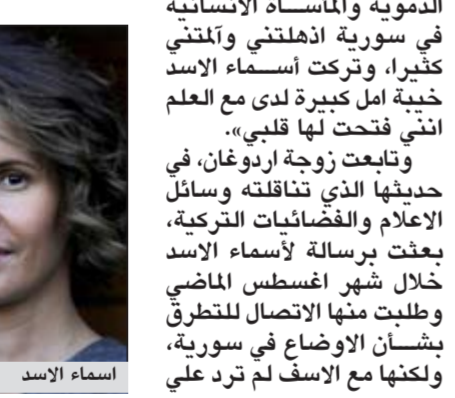 الدموية والمأساة الانسانية
في سورية اذهلتني وآلمتني
كثيرا، وتركت أسماء الاسد
خيبة امل كبيرة لدى مع العلم
انني فتحت لها قلبي».
وتابعت زوجة اردوغان، في
حديثها الذي تناقلته وسائل
الاعلام والفضائيات التركية،
بعثت برسالة لأسماء الاسد
خلال شهر اغسطس الماضي
وطلبت منها الاتصال للتطرق
بشأن الاوضاع في سورية،
ولكنها مع الاسف لم ترد علي
اسماء الاسد